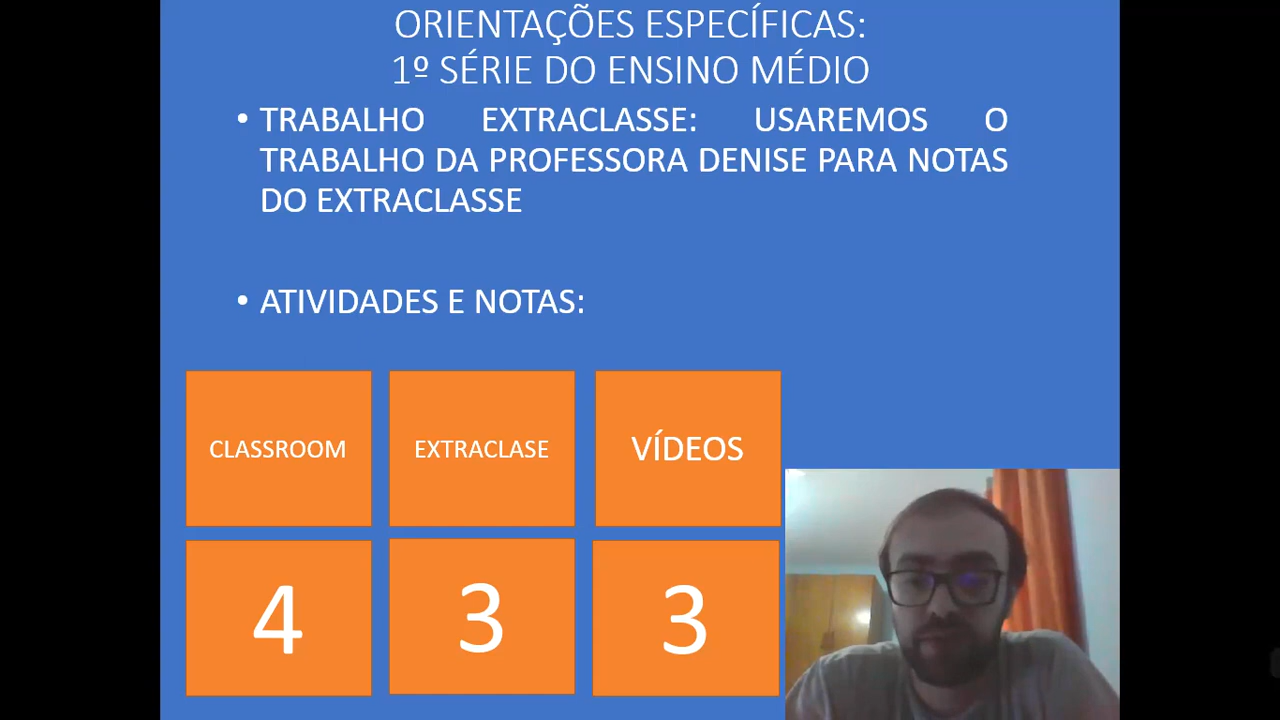 ORIENTAÇÕES ESPECÍFICAS:
1º SÉRIE DO ENSINO MÉDIO
• TRABALHO EXTRACLASSE: USAREMOS O
TRABALHO DA PROFESSORA DENISE PARA NOTAS
DO EXTRACLASSE
• ATIVIDADES E NOTAS:
CLASSROOM
EXTRACLASE
VÍDEOS
4
3
3